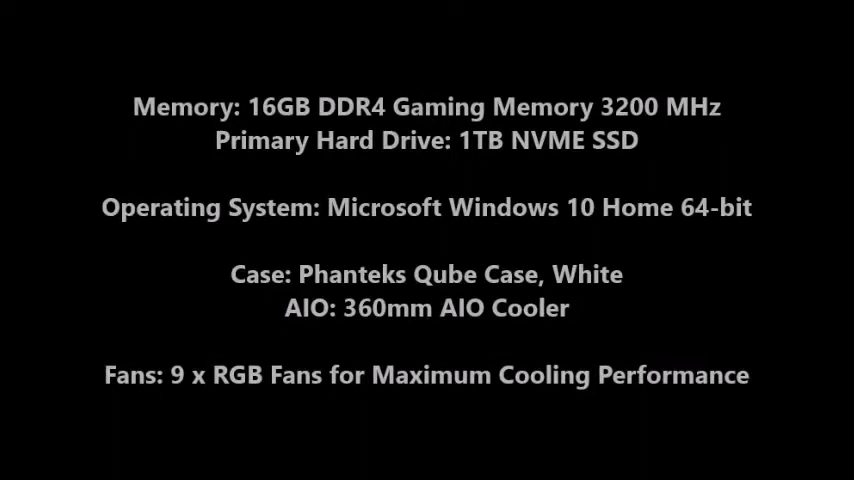 Memory: 16GB DDR4 Gaming Memory 3200 MHz
Primary Hard Drive: 1TB NVME SSD
Operating System: Microsoft Windows 10 Home 64-bit
Case: Phanteks Qube Case, White
AIO: 360mm AIO Cooler
Fans: 9 x RGB Fans for Maximum Cooling Performance